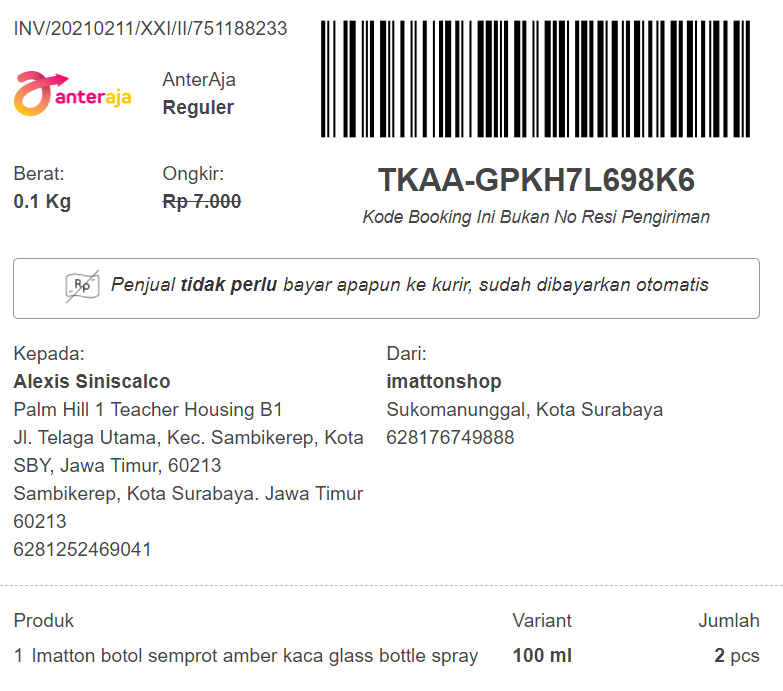 INV/20210211/XXI/II/751188233
anteraja
AnterAja
Reguler
Berat:
0.1 Kg
Ongkir:
Rp 7.000
TKAA-GPKH7L698K6
Kode Booking Ini Bukan No Resi Pengiriman
Rp Penjual tidak perlu bayar apapun ke kurir, sudah dibayarkan otomatis
Kepada:
Alexis Siniscalco
Palm Hill 1 Teacher Housing B1
Jl. Telaga Utama, Kec. Sambikerep, Kota
SBY, Jawa Timur, 60213
Sambikerep, Kota Surabaya. Jawa Timur
60213
6281252469041
Dari:
imattonshop
Sukomanunggal, Kota Surabaya
628176749888
Produk Variant Jumlah
1 Imatton botol semprot amber kaca glass bottle spray 100 ml 2 pcs